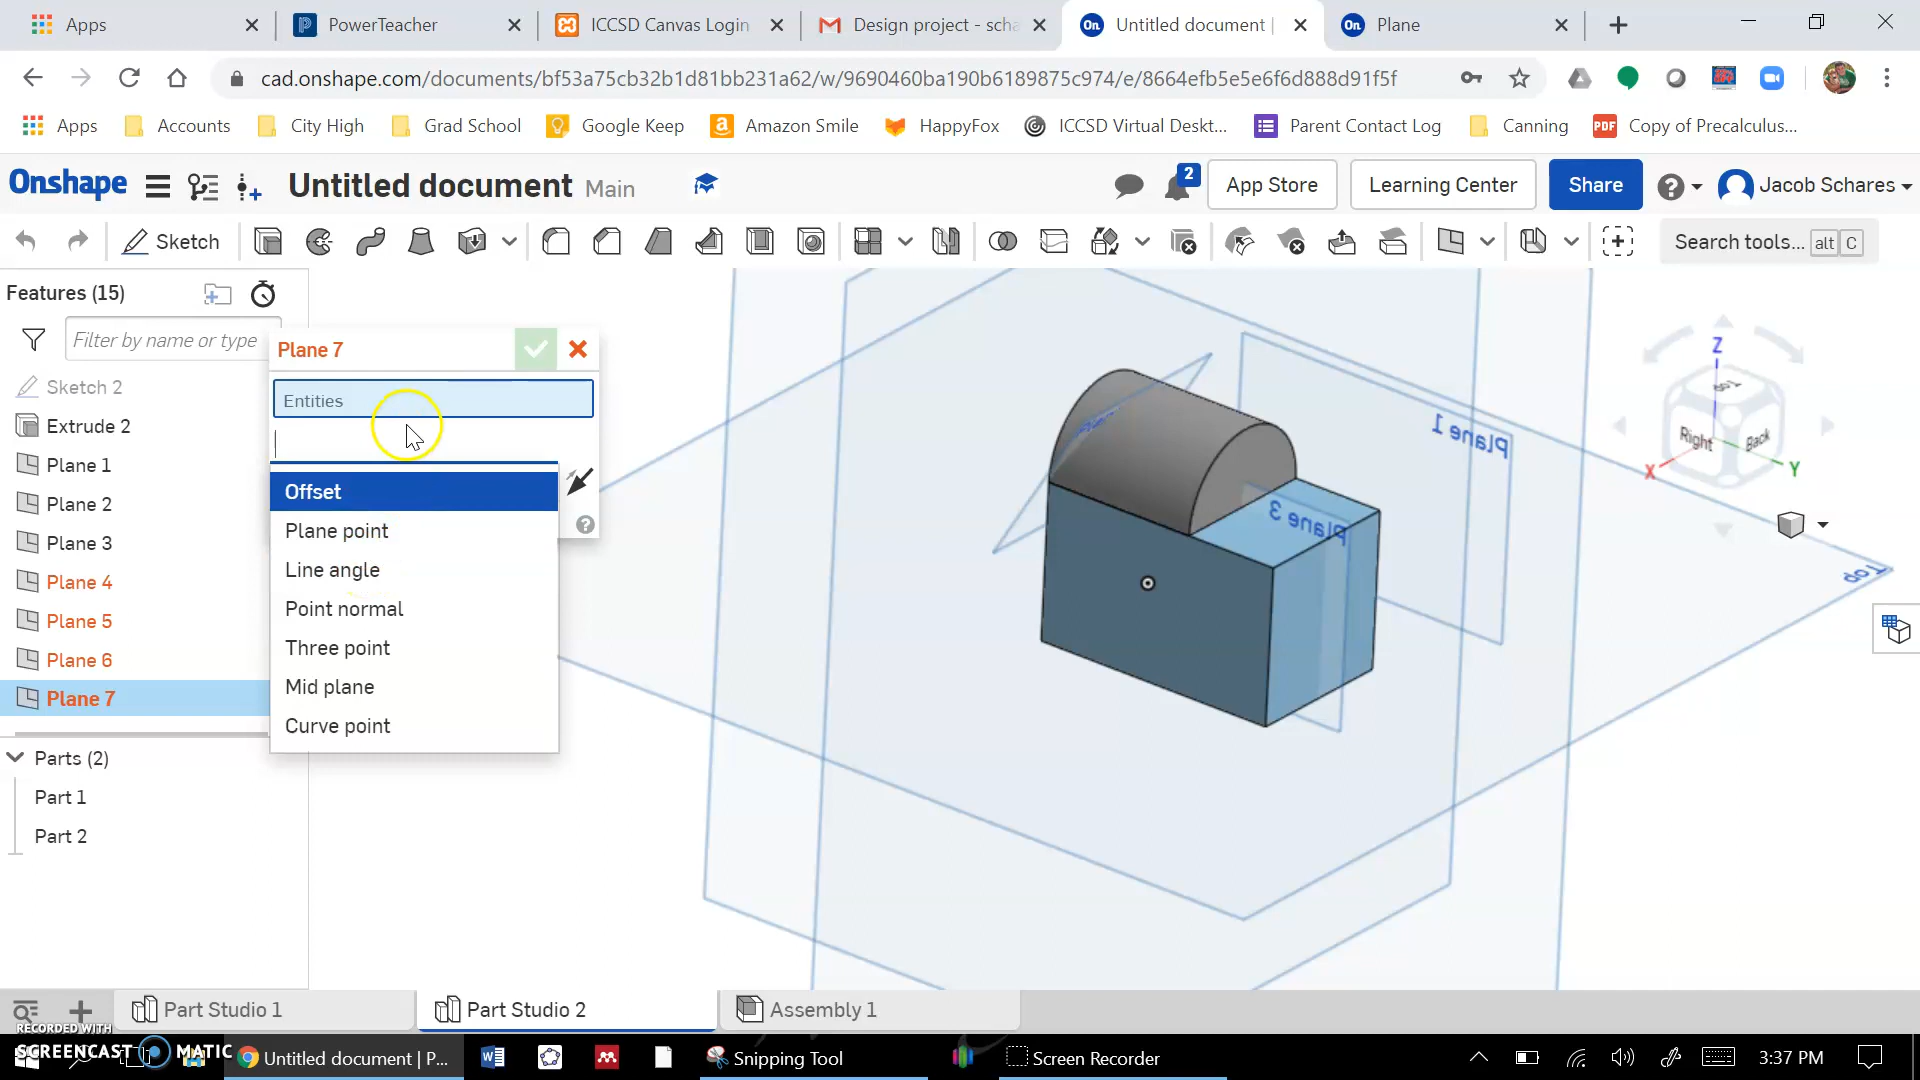 Apps
PowerTeacher
ICCSD Canvas Login
Design project - scha
Untitled document |
Plane
cad.onshape.com/documents/bf53a75cb32b1d81bb231a62/w/9690460ba190b6189875c974/e/8664efb5e5e6f6d888d91f5f
Apps
Accounts
City High
Grad School
Google Keep
Amazon Smile
HappyFox
ICCSD Virtual Deskt...
Parent Contact Log
Canning
Copy of Precalculus...
Onshape
Untitled document Main
2
App Store
Learning Center
Share
Jacob Schares
Sketch
Search tools... alt C
Features (15)
Filter by name or type
Sketch 2
Extrude 2
Plane 1
Plane 2
Plane 3
Plane 4
Plane 5
Plane 6
Plane 7
Parts (2)
Part 1
Part 2
Plane 7
Entities
Offset
Plane point
Line angle
Point normal
Three point
Mid plane
Curve point
Plane 1
Plane 3
Top
Z
Top
Right
Back
X
Y
Part Studio 1
Part Studio 2
Assembly 1
RECORDED WITH
SCREENCAST MATIC
Untitled document | P...
Snipping Tool
Screen Recorder
3:37 PM